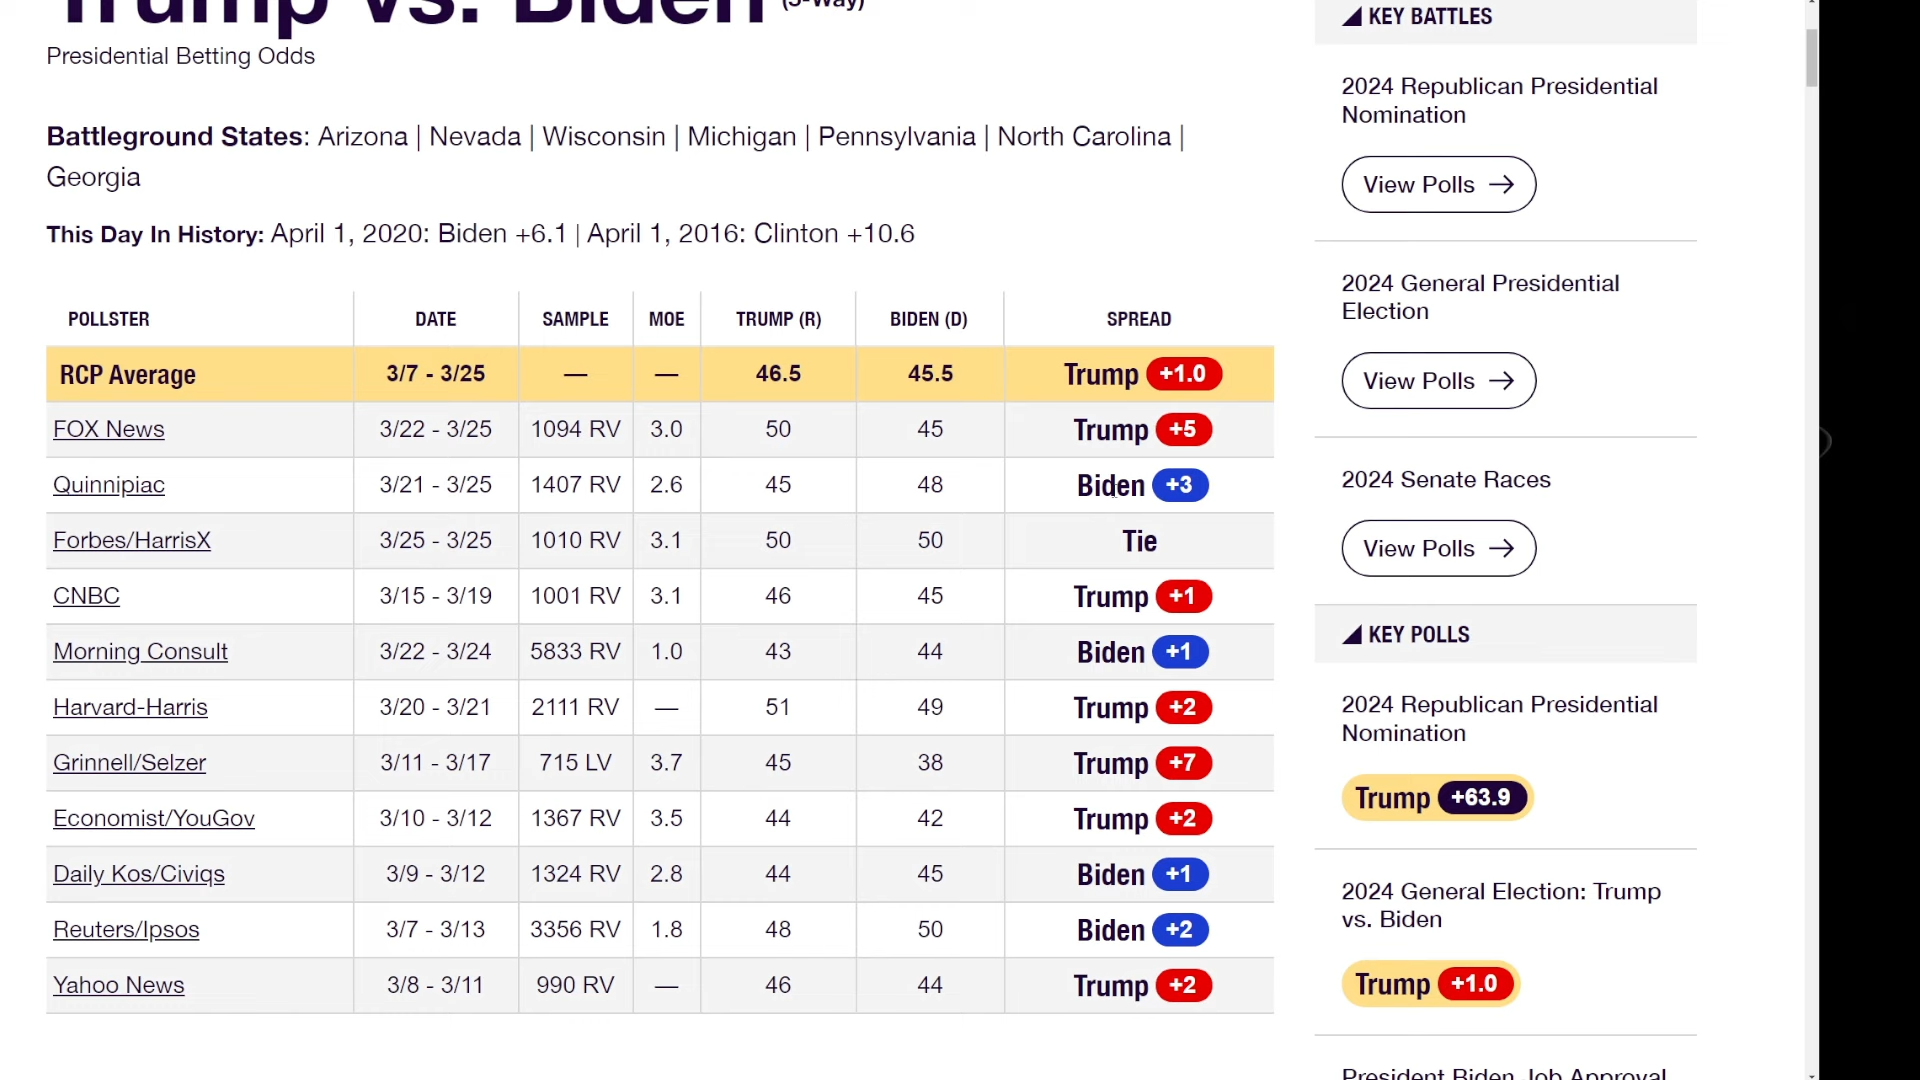 Trump vs. Biden (5-Way)
Presidential Betting Odds
Battleground States: Arizona | Nevada | Wisconsin | Michigan | Pennsylvania | North Carolina |
Georgia
This Day In History: April 1, 2020: Biden +6.1 | April 1, 2016: Clinton +10.6
POLLSTER DATE SAMPLE MOE TRUMP (R) BIDEN (D) SPREAD
RCP Average 3/7 - 3/25 — — 46.5 45.5 Trump +1.0
FOX News 3/22 - 3/25 1094 RV 3.0 50 45 Trump +5
Quinnipiac 3/21 - 3/25 1407 RV 2.6 45 48 Biden +3
Forbes/HarrisX 3/25 - 3/25 1010 RV 3.1 50 50 Tie
CNBC 3/15 - 3/19 1001 RV 3.1 46 45 Trump +1
Morning Consult 3/22 - 3/24 5833 RV 1.0 43 44 Biden +1
Harvard-Harris 3/20 - 3/21 2111 RV — 51 49 Trump +2
Grinnell/Selzer 3/11 - 3/17 715 LV 3.7 45 38 Trump +7
Economist/YouGov 3/10 - 3/12 1367 RV 3.5 44 42 Trump +2
Daily Kos/Civiqs 3/9 - 3/12 1324 RV 2.8 44 45 Biden +1
Reuters/Ipsos 3/7 - 3/13 3356 RV 1.8 48 50 Biden +2
Yahoo News 3/8 - 3/11 990 RV — 46 44 Trump +2
KEY BATTLES
2024 Republican Presidential
Nomination
View Polls →
2024 General Presidential
Election
View Polls →
2024 Senate Races
View Polls →
KEY POLLS
2024 Republican Presidential
Nomination
Trump +63.9
2024 General Election: Trump
vs. Biden
Trump +1.0
President Biden Job Approval